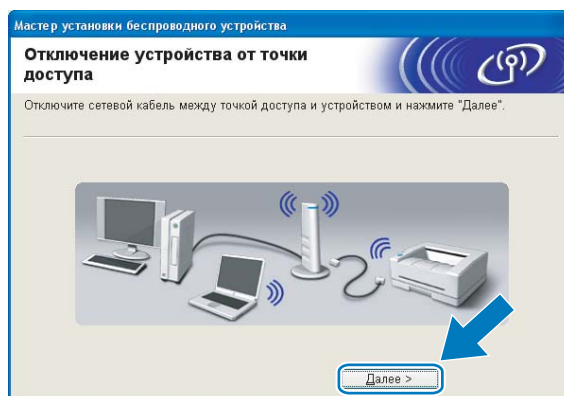 Мастер установки беспроводного устройства
Отключение устройства от точки
доступа
Отключите сетевой кабель между точкой доступа и устройством и нажмите "Далее".
Далее >